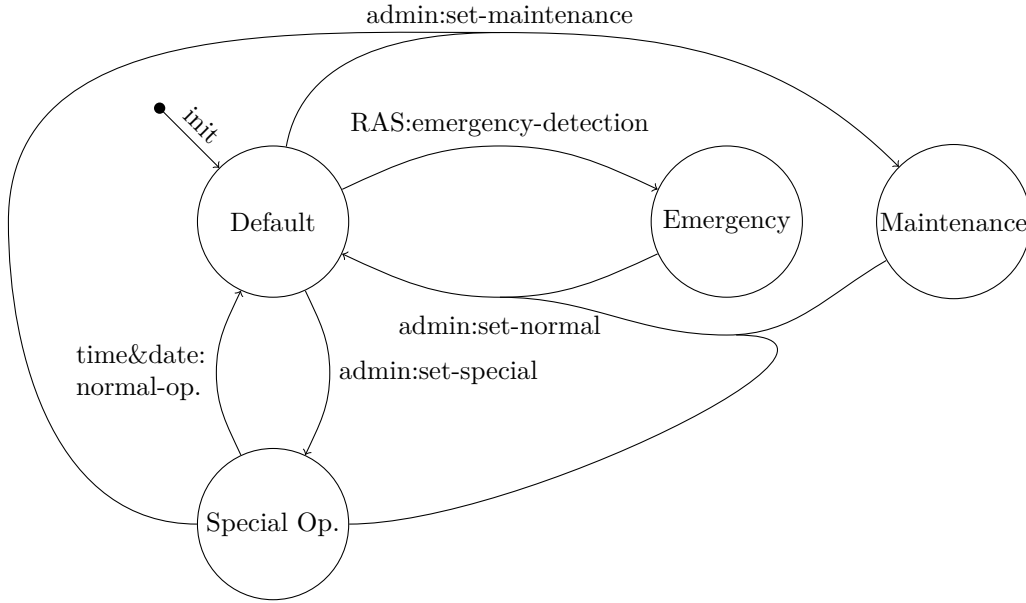 admin:set-maintenance
init
RAS:emergency-detection
Default
Emergency
Maintenance
admin:set-normal
time&date:
normal-op.
admin:set-special
Special Op.